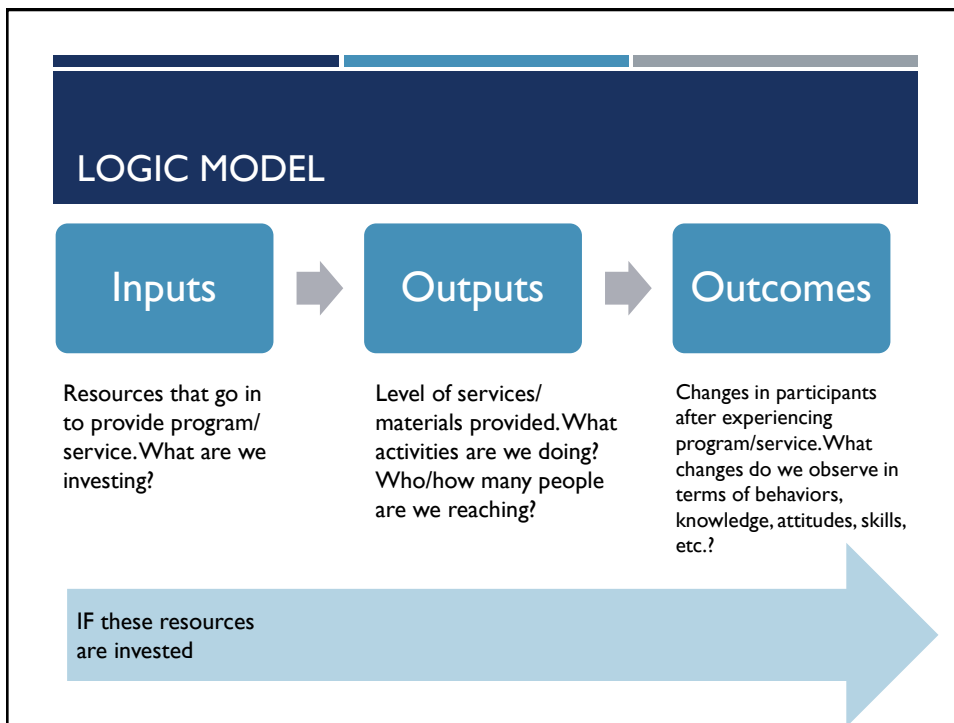 LOGIC MODEL
Inputs
Outputs
Outcomes
Resources that go in
to provide program/
service. What are we
investing?
Level of services/
materials provided. What
activities are we doing?
Who/how many people
are we reaching?
Changes in participants
after experiencing
program/service. What
changes do we observe in
terms of behaviors,
knowledge, attitudes, skills,
etc.?
IF these resources
are invested